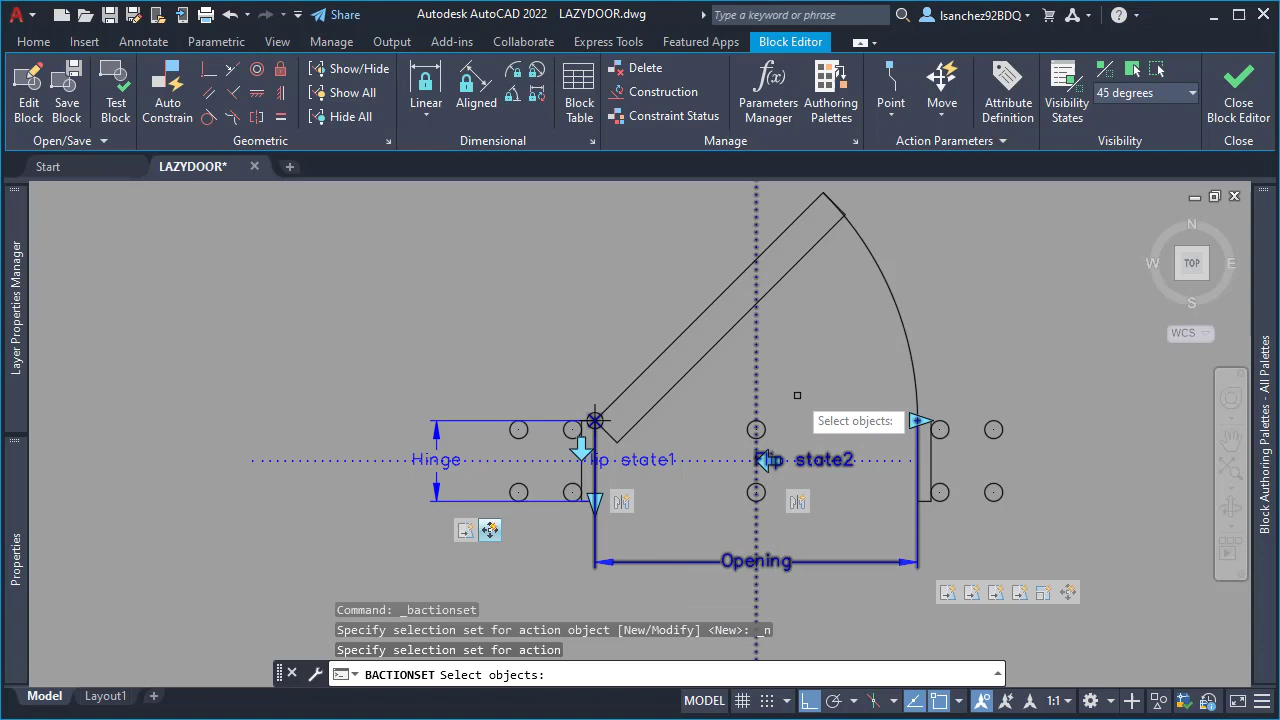 A Share Autodesk AutoCAD 2022 LAZYDOOR.dwg Type a keyword or phrase lsanchez92BDQ ?
Home Insert Annotate Parametric View Manage Output Add-ins Collaborate Express Tools Featured Apps Block Editor
Edit Block
Save Block
Test Block
Auto Constrain
Show/Hide
Show All
Hide All
Linear
Aligned
Block Table
Delete
Construction
Constraint Status
f(x)
Parameters Manager
Authoring Palettes
Point
Move
Attribute Definition
Visibility States
45 degrees
Close Block Editor
Open/Save Geometric Dimensional Manage Action Parameters Visibility Close
Start LAZYDOOR*
Layer Properties Manager
Properties
Block Authoring Palettes - All Palettes
N
W TOP E
S
WCS
Select objects:
Hinge
state1
state2
Opening
Command: _bactionset
Specify selection set for action object [New/Modify] <New>: _n
Specify selection set for action
BACTIONSET Select objects:
Model Layout1 MODEL 1:1